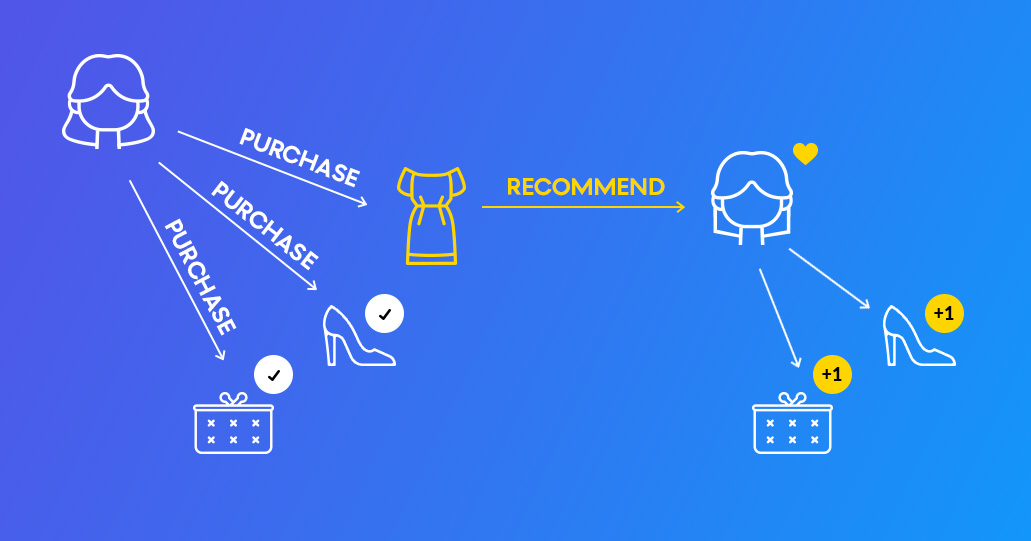 PURCHASE
PURCHASE
PURCHASE
RECOMMEND
+1
+1